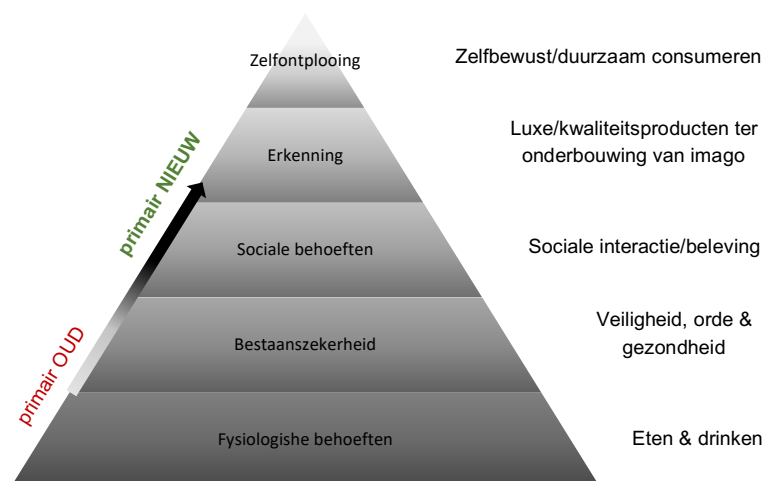 Zelfontplooing
Zelfbewust/duurzaam consumeren
Erkenning
Luxe/kwaliteitsproducten ter
onderbouwing van imago
primair NIEUW
Sociale behoeften
Sociale interactie/beleving
Bestaanszekerheid
Veiligheid, orde &
gezondheid
primair OUD
Fysiologishe behoeften
Eten & drinken